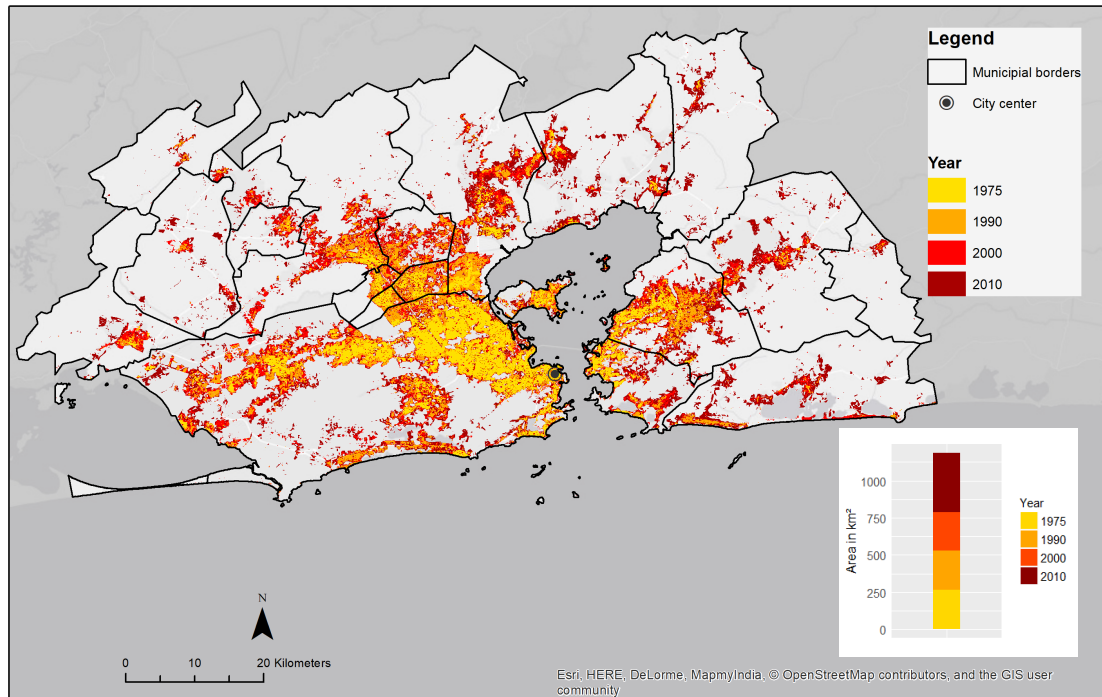 Legend
Municipial borders
City center
Year
1975
1990
2000
2010
1000
750
500
250
0
Area in km²
Year
1975
1990
2000
2010
N
0 10 20 Kilometers
Esri, HERE, DeLorme, MapmyIndia, © OpenStreetMap contributors, and the GIS user
community